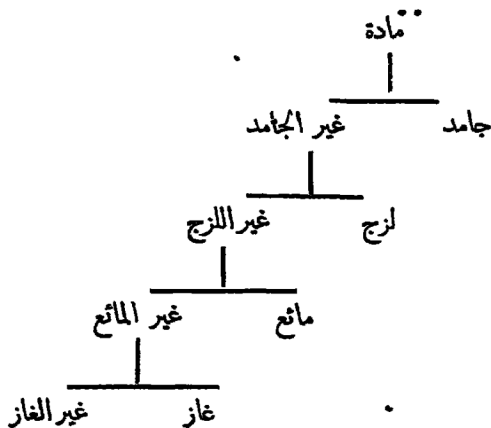 مادة
جامد غير الجامد
لزج غير اللزج
مائع غير المائع
غاز غير الغاز